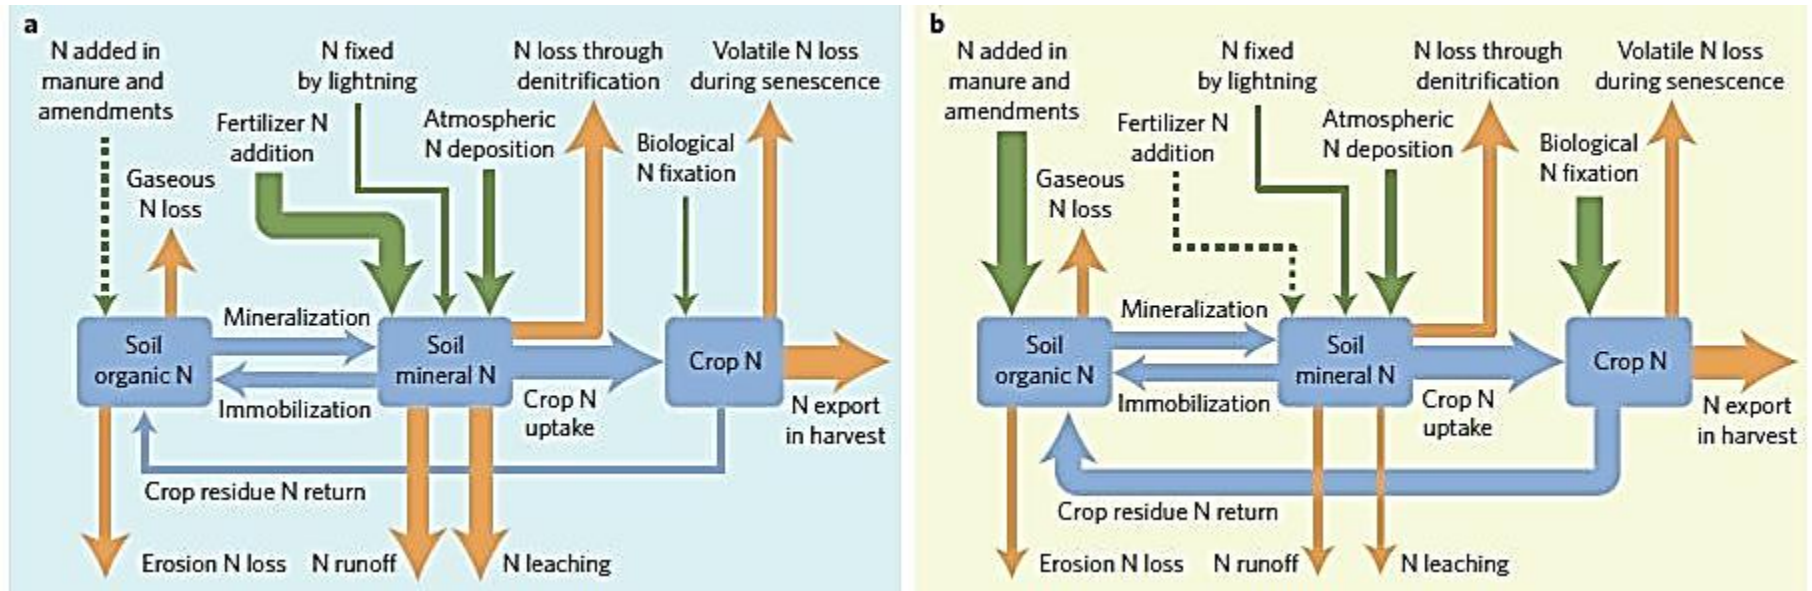 a
N added in
manure and
amendments
N fixed
by lightning
N loss through
denitrification
Volatile N loss
during senescence
Fertilizer N
addition
Atmospheric
N deposition
Biological
N fixation
Gaseous
N loss
Mineralization
Soil
organic N
Soil
mineral N
Crop N
Immobilization
Crop N
uptake
N export
in harvest
Crop residue N return
Erosion N loss
N runoff
N leaching
b
N added in
manure and
amendments
N fixed
by lightning
N loss through
denitrification
Volatile N loss
during senescence
Fertilizer N
addition
Atmospheric
N deposition
Biological
N fixation
Gaseous
N loss
Mineralization
Soil
organic N
Soil
mineral N
Crop N
Immobilization
Crop N
uptake
N export
in harvest
Crop residue N return
Erosion N loss
N runoff
N leaching